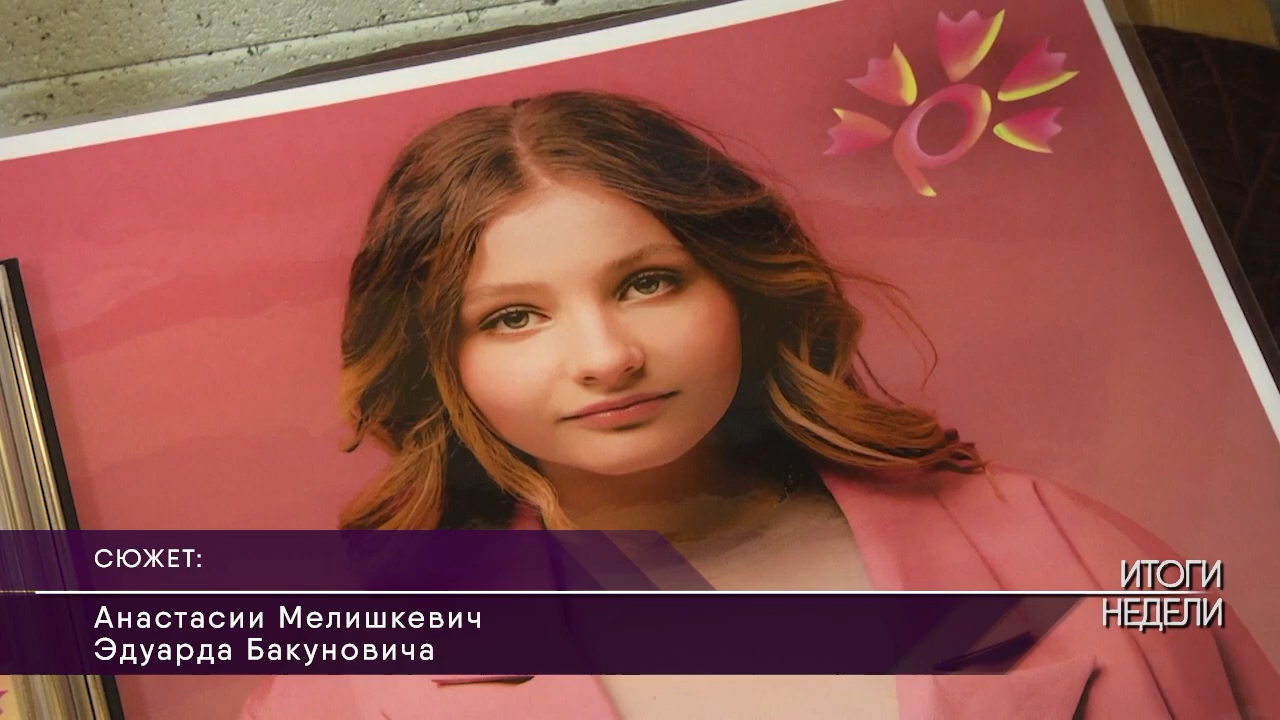 СЮЖЕТ:
Анастасии Мелишкевич
Эдуарда Бакуновича
ИТОГИ
НЕДЕЛИ